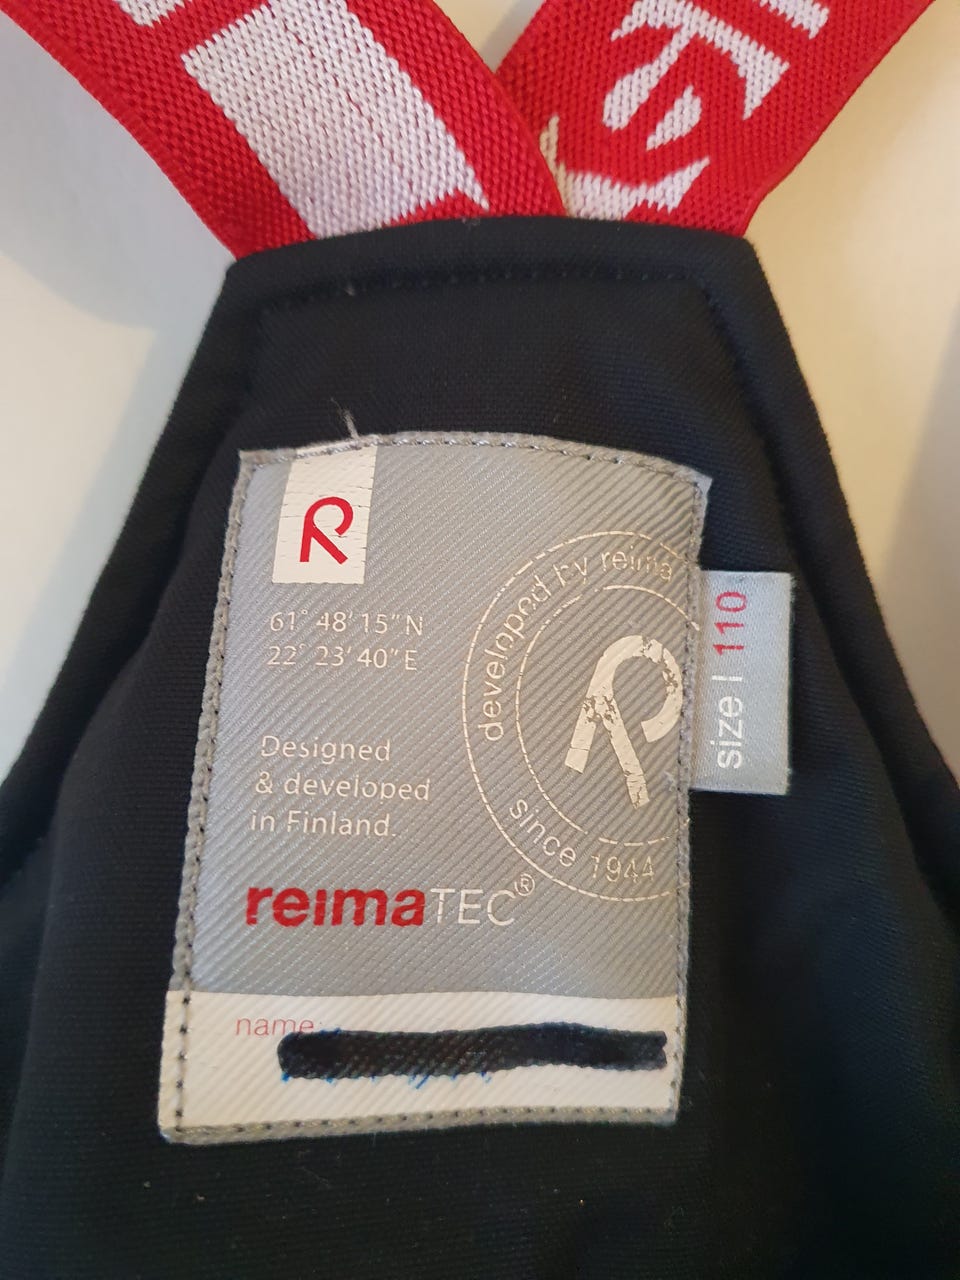 R
61° 48' 15" N
22° 23' 40" E
Designed
& developed
in Finland.
reimaTEC®
developed by reima
R
since 1944
size | 110
name: